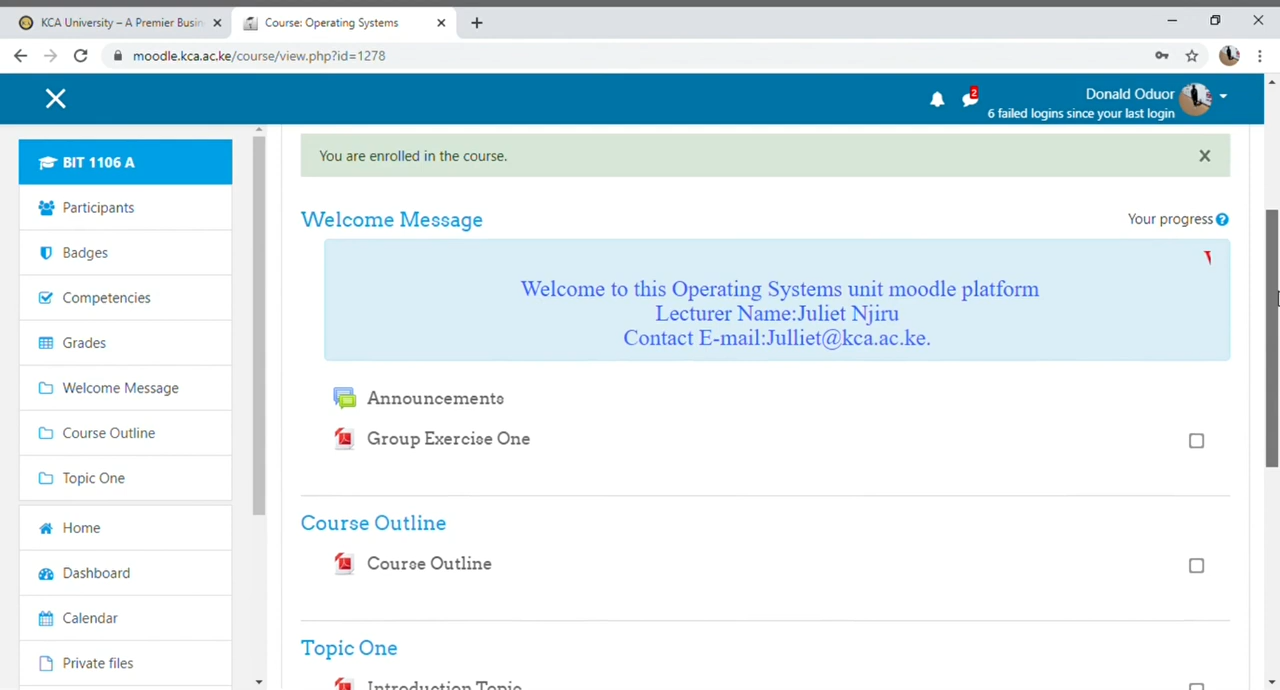 KCA University – A Premier Busin
Course: Operating Systems
moodle.kca.ac.ke/course/view.php?id=1278
2
Donald Oduor
6 failed logins since your last login
BIT 1106 A
Participants
Badges
Competencies
Grades
Welcome Message
Course Outline
Topic One
Home
Dashboard
Calendar
Private files
You are enrolled in the course.
Welcome Message
Your progress
Welcome to this Operating Systems unit moodle platform
Lecturer Name:Juliet Njiru
Contact E-mail:Julliet@kca.ac.ke.
Announcements
Group Exercise One
Course Outline
Course Outline
Topic One
Introduction Topic